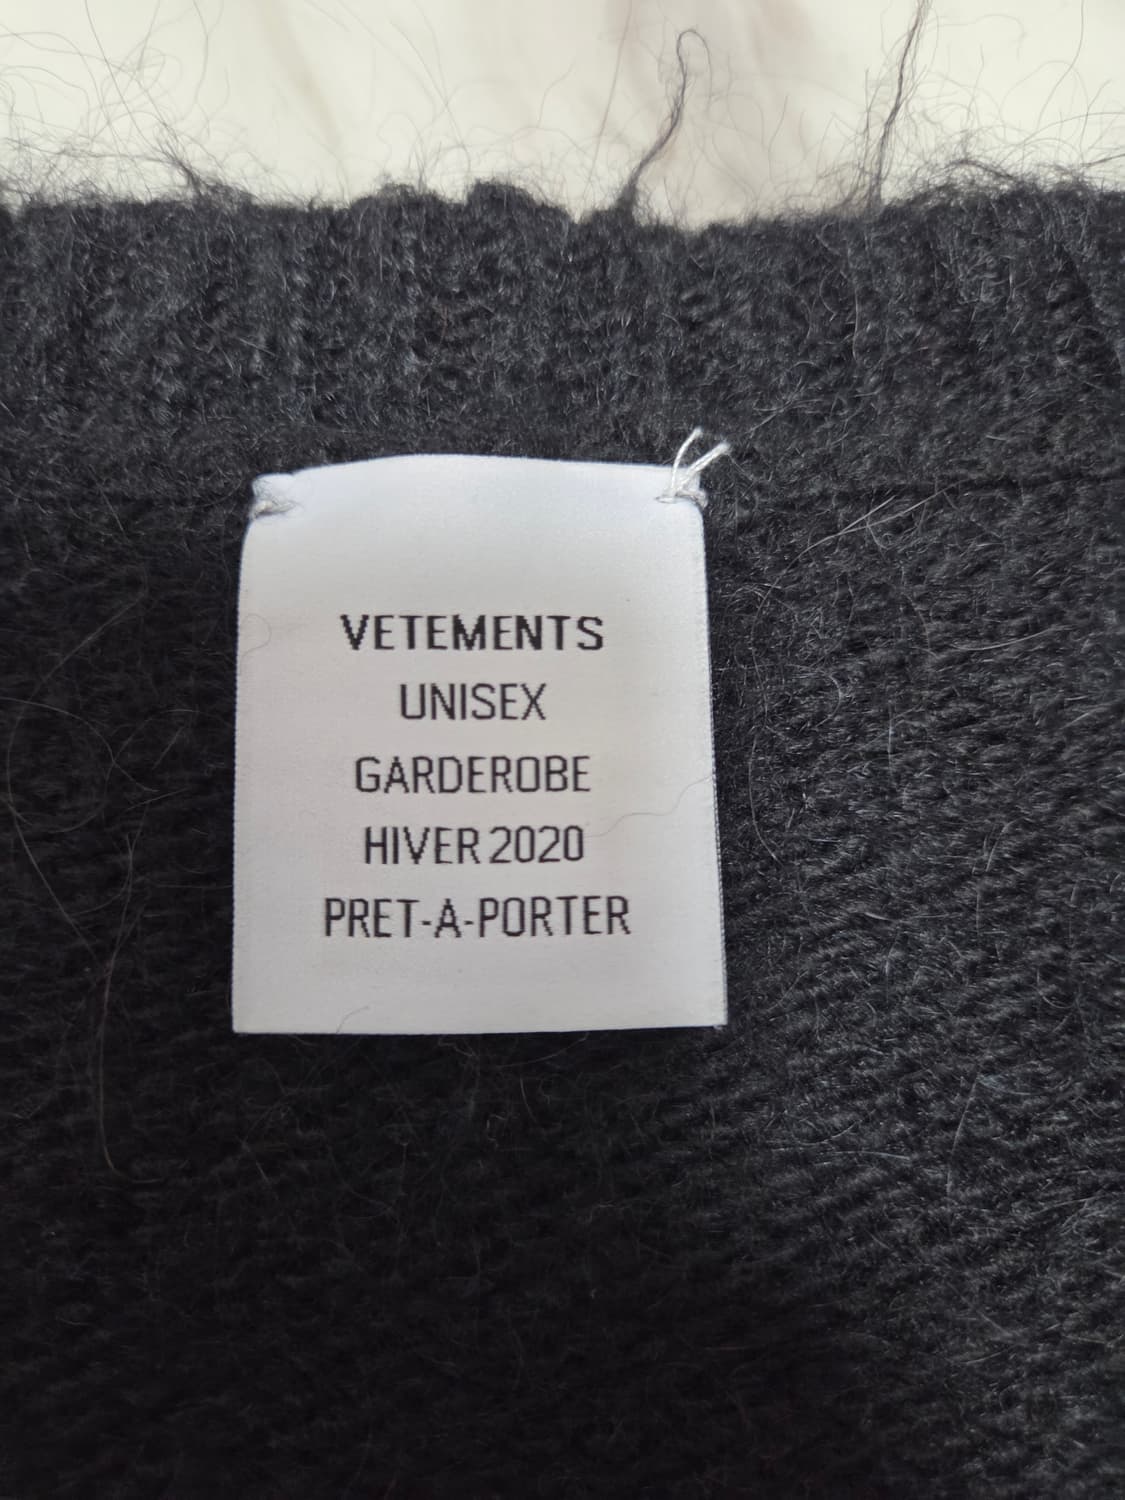 VETEMENTS
UNISEX
GARDEROBE
HIVER 2020
PRET-A-PORTER